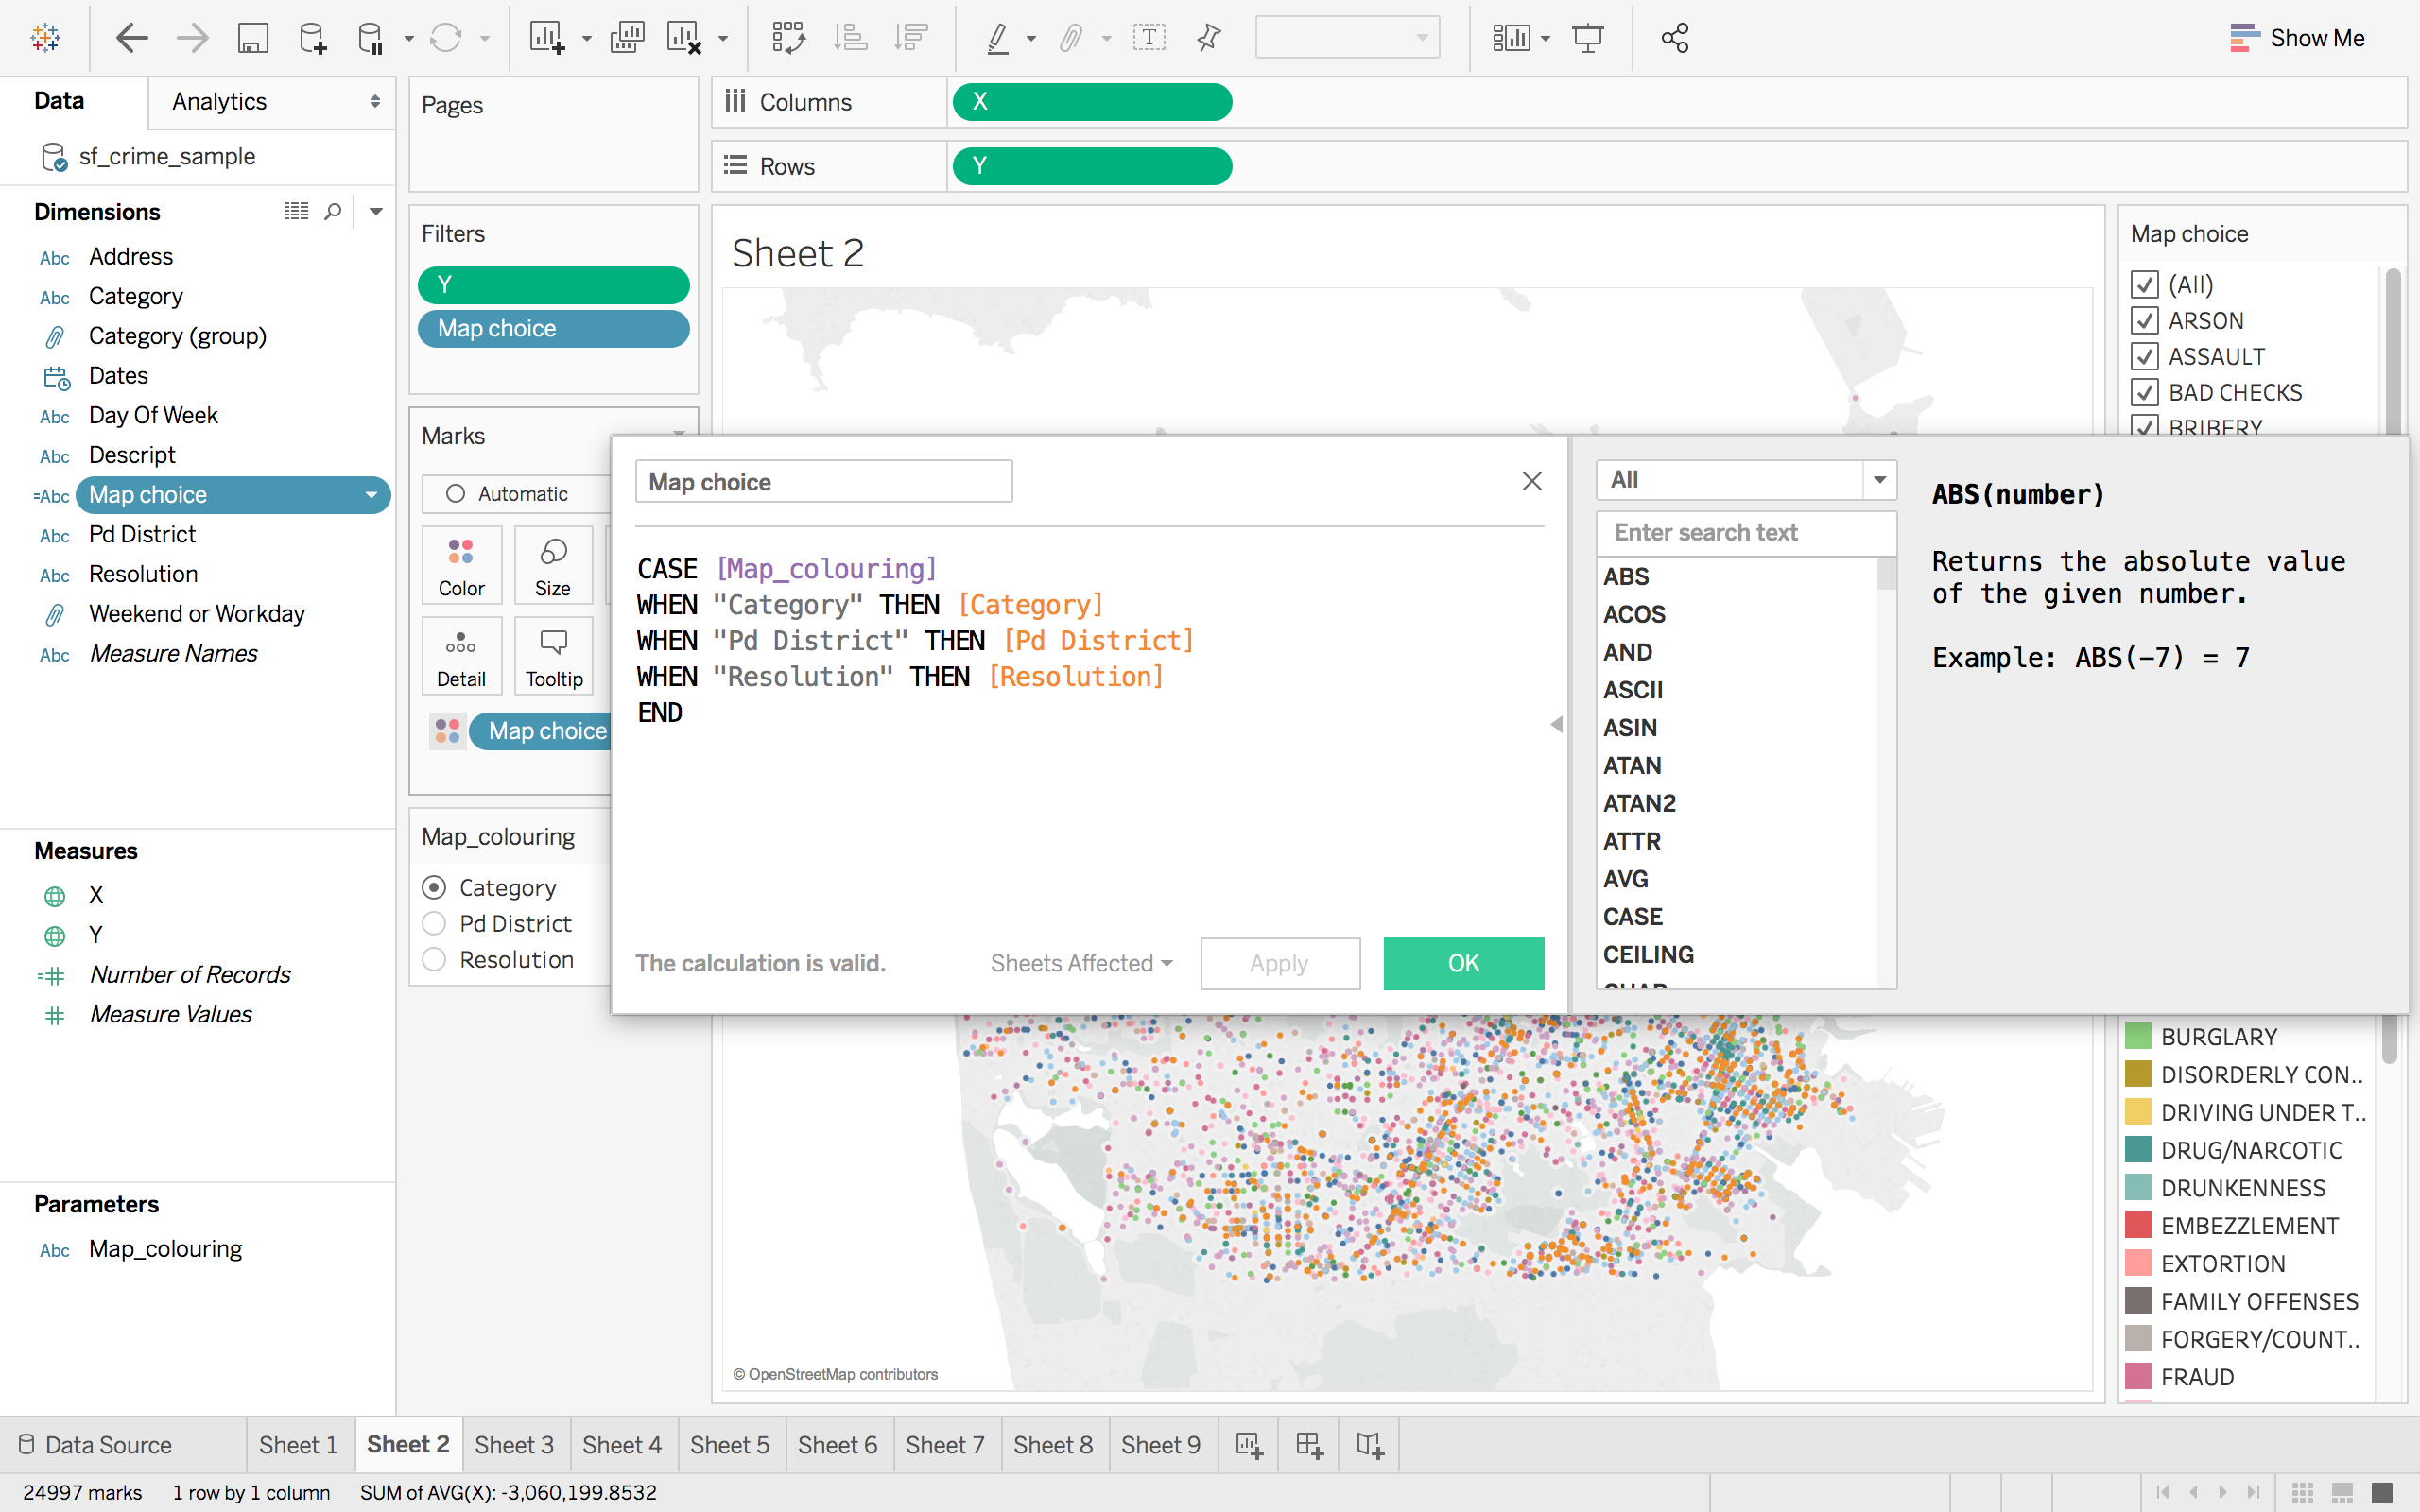 Show Me
Data
Analytics
sf_crime_sample
Dimensions
Abc Address
Abc Category
Category (group)
Dates
Abc Day Of Week
Abc Descript
=Abc Map choice
Abc Pd District
Abc Resolution
Weekend or Workday
Abc Measure Names
Measures
X
Y
=# Number of Records
# Measure Values
Parameters
Abc Map_colouring
Pages
Filters
Y
Map choice
Marks
Automatic
Color
Size
Detail
Tooltip
Map choice
Map_colouring
Category
Pd District
Resolution
Columns
X
Rows
Y
Sheet 2
Map choice
CASE [Map_colouring]
WHEN "Category" THEN [Category]
WHEN "Pd District" THEN [Pd District]
WHEN "Resolution" THEN [Resolution]
END
The calculation is valid.
Sheets Affected
Apply
OK
All
Enter search text
ABS
ACOS
AND
ASCII
ASIN
ATAN
ATAN2
ATTR
AVG
CASE
CEILING
CHAR
ABS(number)
Returns the absolute value
of the given number.
Example: ABS(-7) = 7
© OpenStreetMap contributors
Map choice
(All)
ARSON
ASSAULT
BAD CHECKS
BRIBERY
BURGLARY
DISORDERLY CON..
DRIVING UNDER T..
DRUG/NARCOTIC
DRUNKENNESS
EMBEZZLEMENT
EXTORTION
FAMILY OFFENSES
FORGERY/COUNT..
FRAUD
Data Source
Sheet 1
Sheet 2
Sheet 3
Sheet 4
Sheet 5
Sheet 6
Sheet 7
Sheet 8
Sheet 9
24997 marks
1 row by 1 column
SUM of AVG(X): -3,060,199.8532